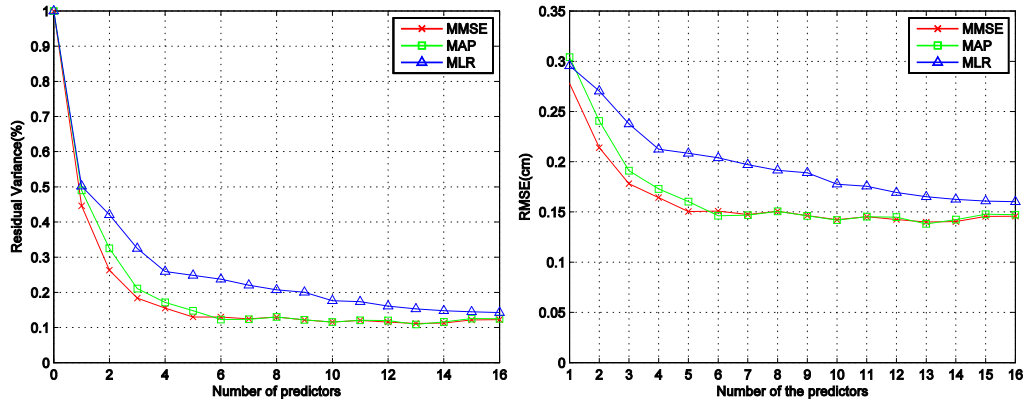 MMSE
MAP
MLR
1
0.9
0.8
0.7
0.6
0.5
0.4
0.3
0.2
0.1
0
Residual Variance(%)
0 2 4 6 8 10 12 14 16
Number of predictors
MMSE
MAP
MLR
0.35
0.3
0.25
0.2
0.15
0.1
0.05
0
RMSE(cm)
1 2 3 4 5 6 7 8 9 10 11 12 13 14 15 16
Number of the predictors